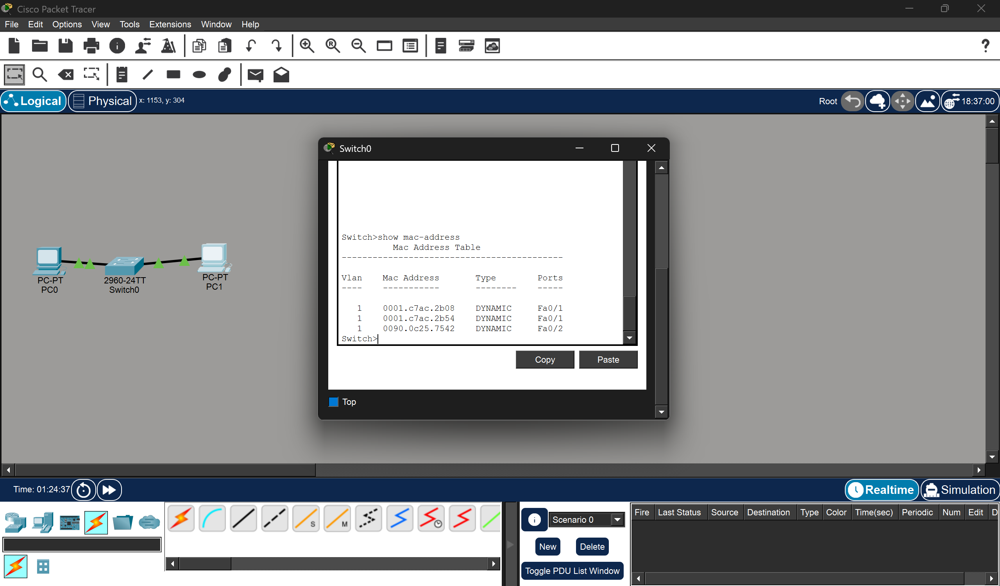 Cisco Packet Tracer
File Edit Options View Tools Extensions Window Help
Logical Physical x: 1153, y: 304 Root 18:37:00
Switch0
Switch>show mac-address
Mac Address Table
-------------------------------------------
Vlan Mac Address Type Ports
---- ----------- -------- -----
1 0001.c7ac.2b08 DYNAMIC Fa0/1
1 0001.c7ac.2b54 DYNAMIC Fa0/1
1 0090.0c25.7542 DYNAMIC Fa0/2
Switch>
Copy Paste
Top
PC-PT
PC0
2960-24TT
Switch0
PC-PT
PC1
Time: 01:24:37 Realtime Simulation
S M
Scenario 0
New Delete
Toggle PDU List Window
Fire Last Status Source Destination Type Color Time(sec) Periodic Num Edit D